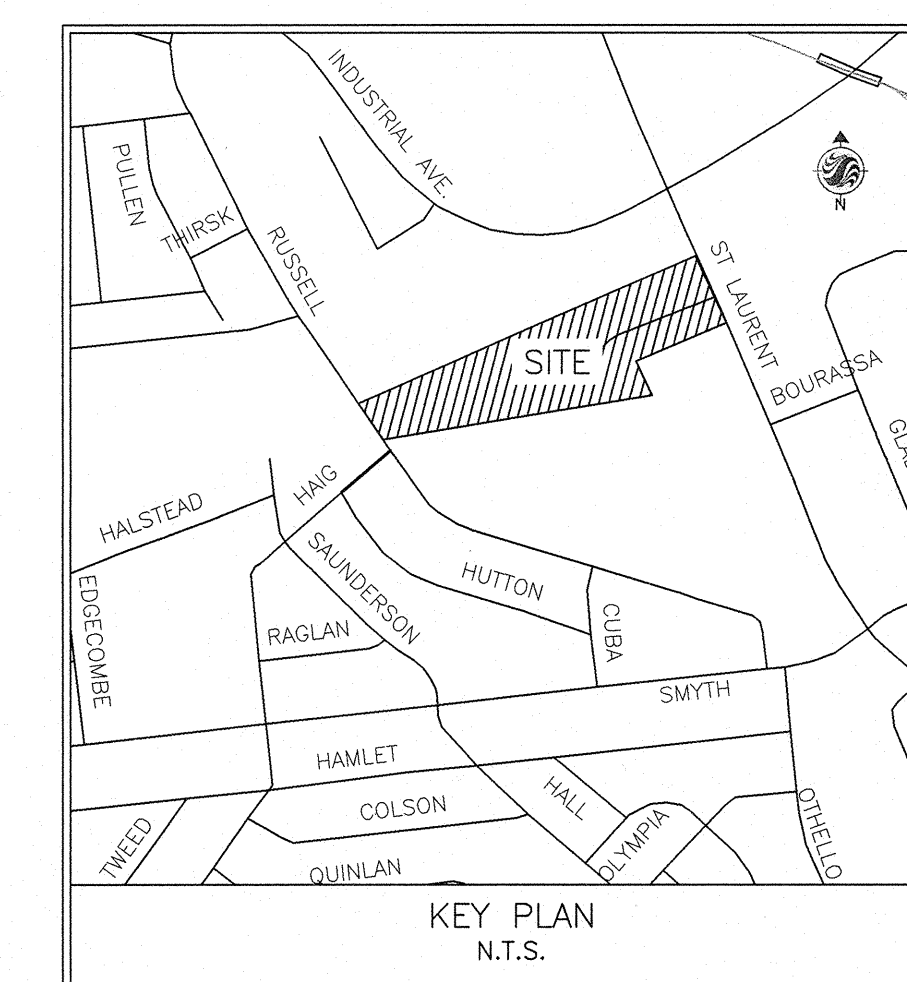 INDUSTRIAL AVE.
PULLEN
THIRSK
RUSSELL
N
ST LAURENT
SITE
BOURASSA
HAIG
HALSTEAD
SAUNDERSON
HUTTON
EDGECOMBE
RAGLAN
CUBA
SMYTH
HAMLET
HALL
COLSON
OTHELLO
TWEED
OLYMPIA
QUINLAN
KEY PLAN
N.T.S.